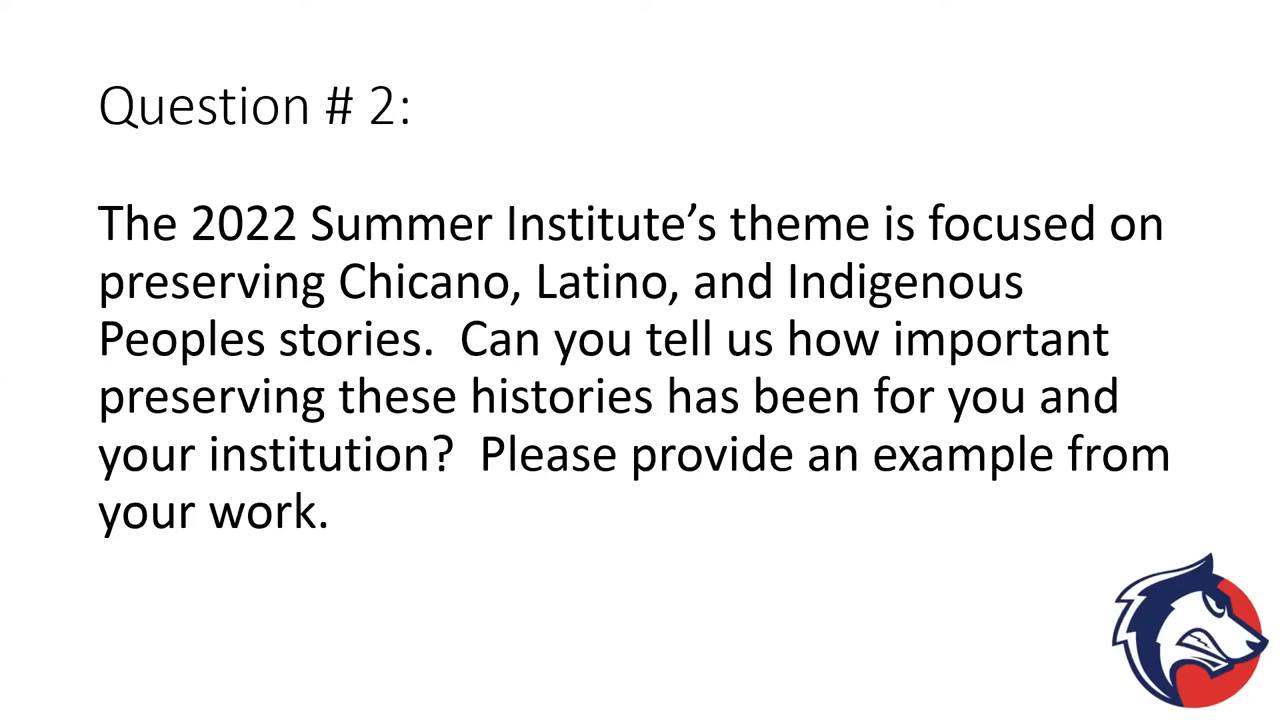 Question # 2:
The 2022 Summer Institute’s theme is focused on
preserving Chicano, Latino, and Indigenous
Peoples stories.  Can you tell us how important
preserving these histories has been for you and
your institution?  Please provide an example from
your work.